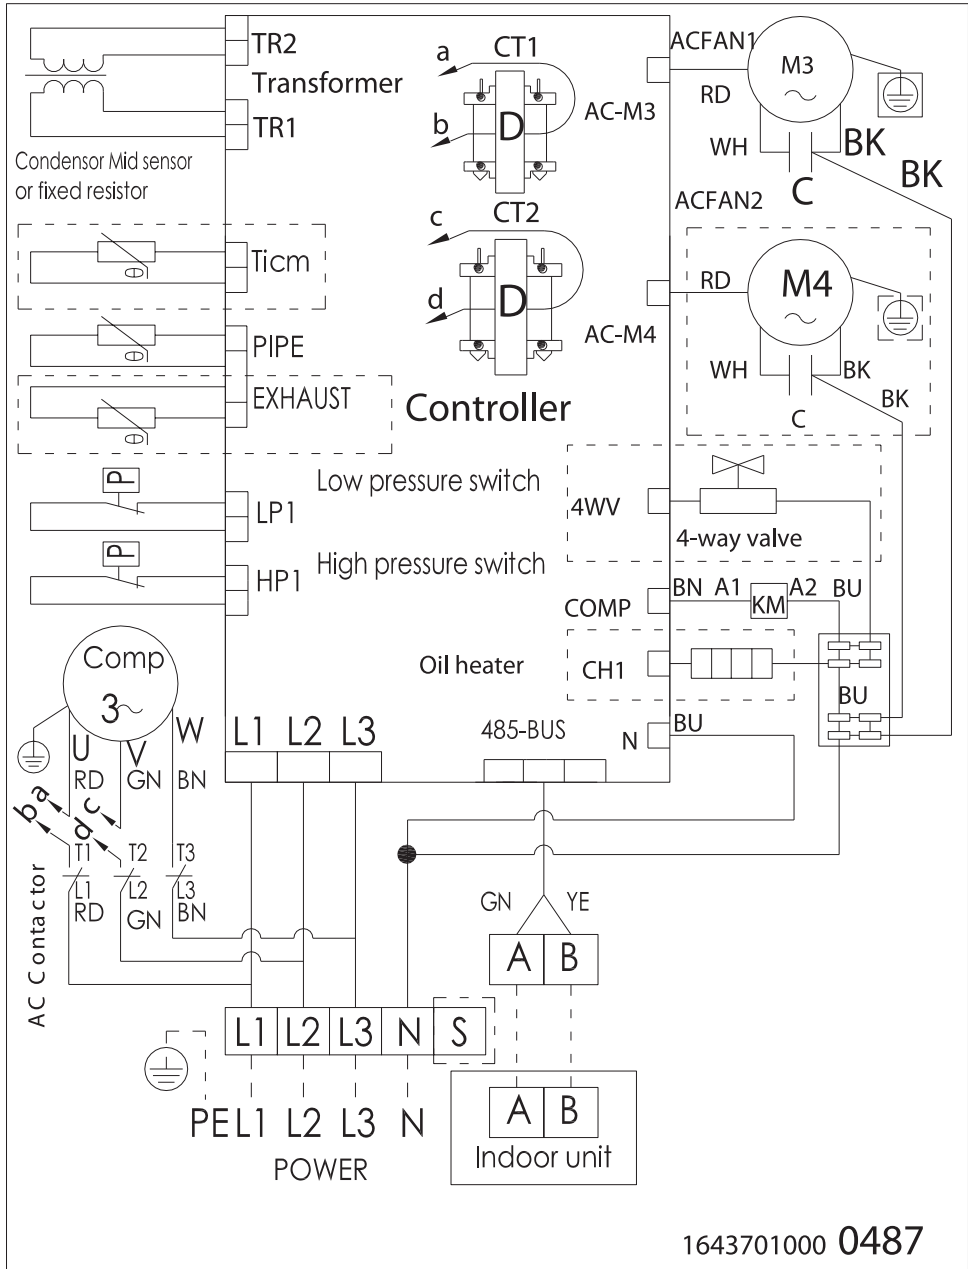 TR2
Transformer
TR1
Condensor Mid sensor
or fixed resistor
Ticm
PIPE
EXHAUST
P
LP1
Low pressure switch
P
HP1
High pressure switch
a
CT1
b
D
c
CT2
d
D
Controller
ACFAN1
M3
AC-M3
RD
WH
BK
C
BK
ACFAN2
RD
M4
AC-M4
WH
BK
BK
C
4WV
4-way valve
BN A1
KM
A2
BU
COMP
Oil heater
CH1
BU
N
BU
485-BUS
L1 L2 L3
Comp
3
U
V
W
RD
GN
BN
b
a
c
d
T1
T2
T3
L1
L2
L3
RD
GN
BN
AC Contactor
GN
YE
A B
L1 L2 L3 N S
PE L1 L2 L3 N
POWER
A B
Indoor unit
1643701000 0487